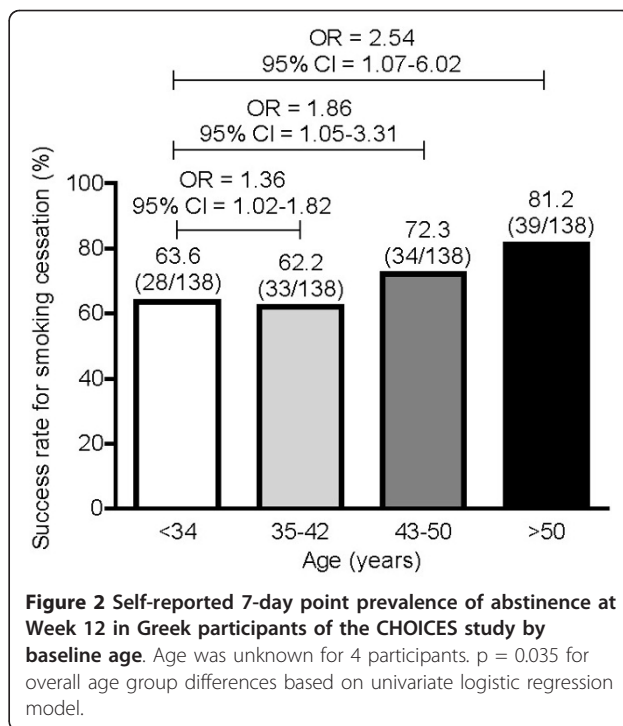 OR = 2.54
95% CI = 1.07-6.02
OR = 1.86
95% CI = 1.05-3.31
OR = 1.36
95% CI = 1.02-1.82
63.6
(28/138)
62.2
(33/138)
72.3
(34/138)
81.2
(39/138)
Success rate for smoking cessation (%)
100
80
60
40
20
0
<34
35-42
43-50
>50
Age (years)
Figure 2 Self-reported 7-day point prevalence of abstinence at
Week 12 in Greek participants of the CHOICES study by
baseline age. Age was unknown for 4 participants. p = 0.035 for
overall age group differences based on univariate logistic regression
model.